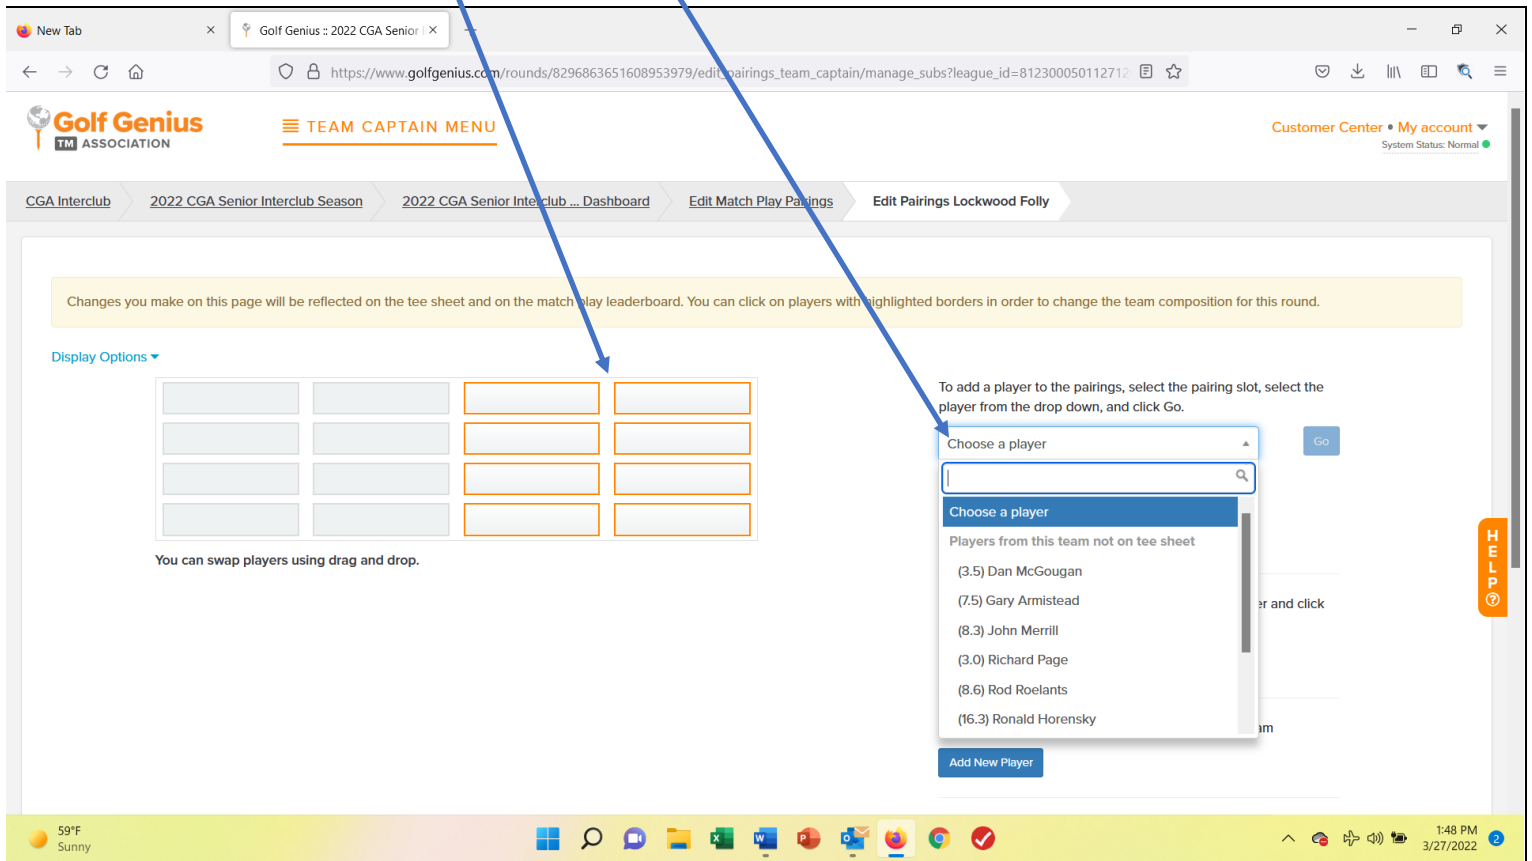 New Tab
Golf Genius :: 2022 CGA Senior I
https://www.golfgenius.com/rounds/8296863651608953979/edit_pairings_team_captain/manage_subs?league_id=812300050112712
Golf Genius
TM ASSOCIATION
TEAM CAPTAIN MENU
Customer Center • My account
System Status: Normal
CGA Interclub
2022 CGA Senior Interclub Season
2022 CGA Senior Interclub ... Dashboard
Edit Match Play Pairings
Edit Pairings Lockwood Folly
Changes you make on this page will be reflected on the tee sheet and on the match play leaderboard. You can click on players with highlighted borders in order to change the team composition for this round.
Display Options
To add a player to the pairings, select the pairing slot, select the
player from the drop down, and click Go.
Choose a player
Go
Choose a player
Players from this team not on tee sheet
(3.5) Dan McGougan
(7.5) Gary Armistead
(8.3) John Merrill
(3.0) Richard Page
(8.6) Rod Roelants
(16.3) Ronald Horensky
You can swap players using drag and drop.
er and click
am
Add New Player
HELP
59°F
Sunny
1:48 PM
3/27/2022
2